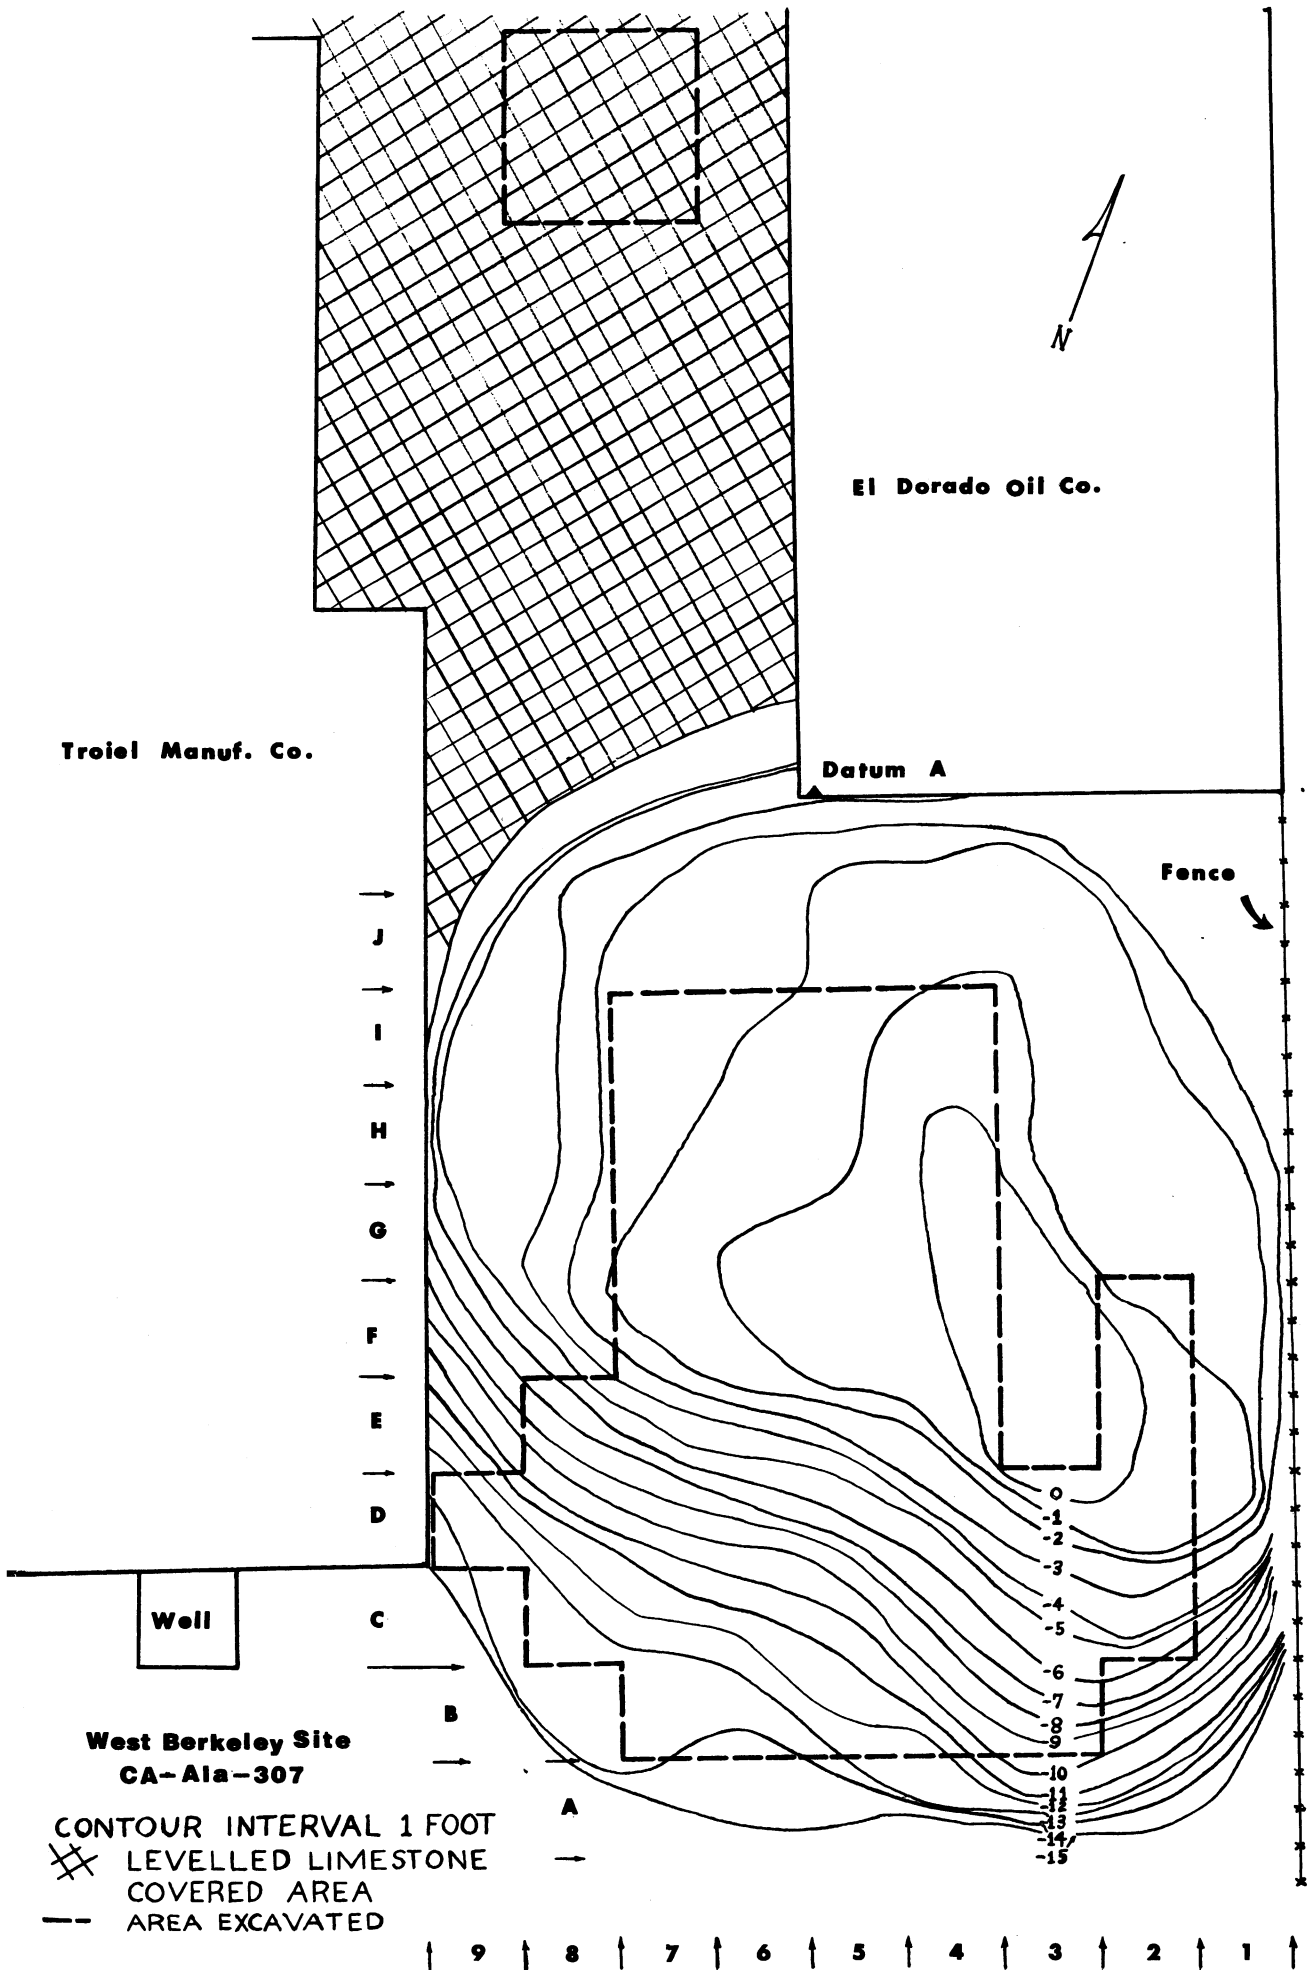 N
El Dorado Oil Co.
Troiel Manuf. Co.
Datum A
Fence
J
I
H
G
F
E
D
C
B
A
0
-1
-2
-3
-4
-5
-6
-7
-8
-9
-10
-11
-12
-13
-14
-15
Well
West Berkeley Site
CA-Ala-307
CONTOUR INTERVAL 1 FOOT
LEVELLED LIMESTONE
COVERED AREA
AREA EXCAVATED
9 8 7 6 5 4 3 2 1